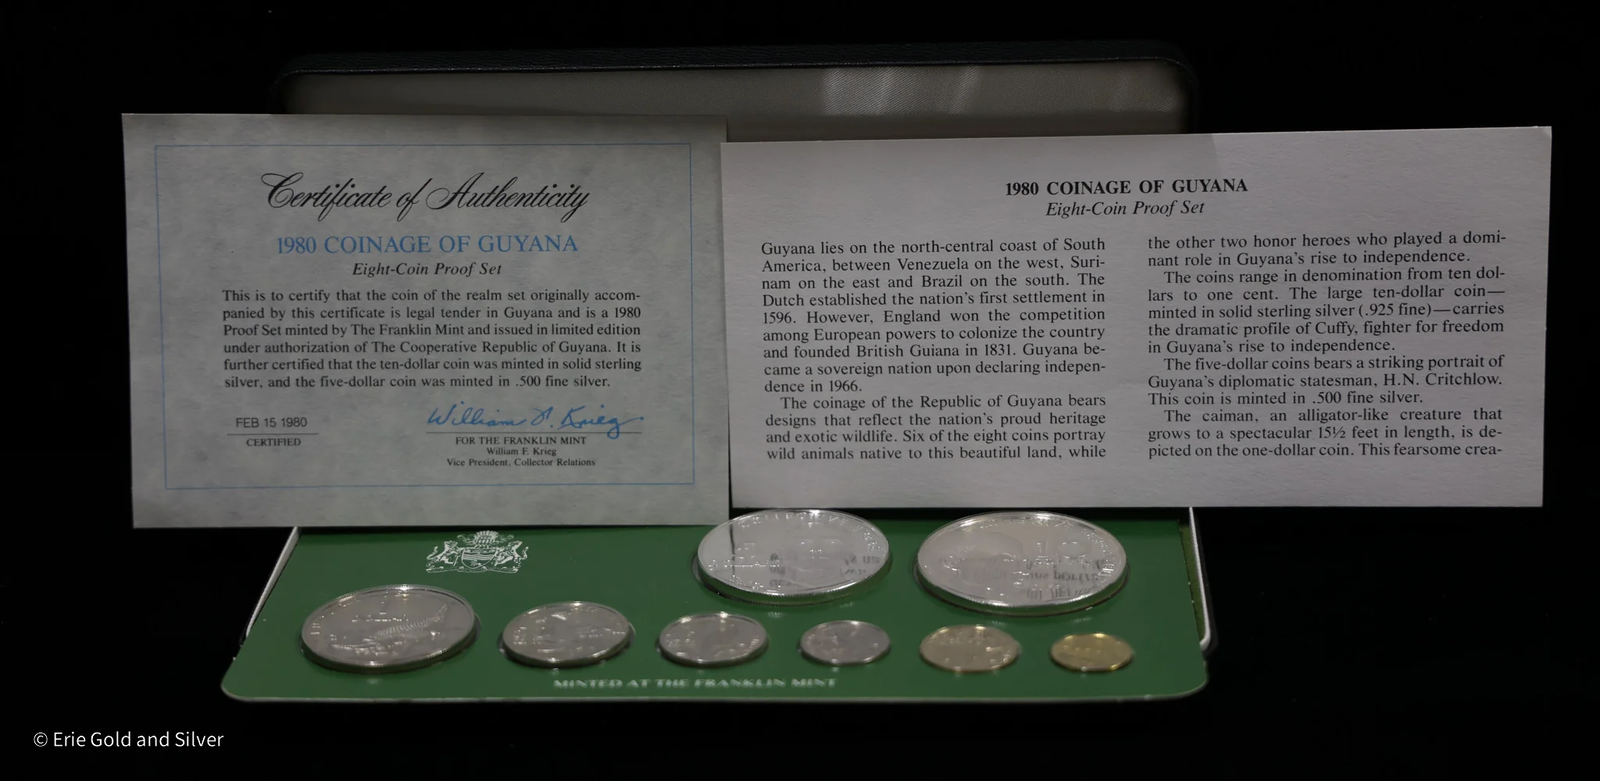 Certificate of Authenticity
1980 COINAGE OF GUYANA
Eight-Coin Proof Set
This is to certify that the coin of the realm set originally accom-
panied by this certificate is legal tender in Guyana and is a 1980
Proof Set minted by The Franklin Mint and issued in limited edition
under authorization of The Cooperative Republic of Guyana. It is
further certified that the ten-dollar coin was minted in solid sterling
silver, and the five-dollar coin was minted in .500 fine silver.
FEB 15 1980
CERTIFIED
William F. Krieg
FOR THE FRANKLIN MINT
William F. Krieg
Vice President, Collector Relations
1980 COINAGE OF GUYANA
Eight-Coin Proof Set
Guyana lies on the north-central coast of South
America, between Venezuela on the west, Suri-
nam on the east and Brazil on the south. The
Dutch established the nation's first settlement in
1596. However, England won the competition
among European powers to colonize the country
and founded British Guiana in 1831. Guyana be-
came a sovereign nation upon declaring indepen-
dence in 1966.
The coinage of the Republic of Guyana bears
designs that reflect the nation's proud heritage
and exotic wildlife. Six of the eight coins portray
wild animals native to this beautiful land, while
the other two honor heroes who played a domi-
nant role in Guyana's rise to independence.
The coins range in denomination from ten dol-
lars to one cent. The large ten-dollar coin—
minted in solid sterling silver (.925 fine)—carries
the dramatic profile of Cuffy, fighter for freedom
in Guyana's rise to independence.
The five-dollar coins bears a striking portrait of
Guyana's diplomatic statesman, H.N. Critchlow.
This coin is minted in .500 fine silver.
The caiman, an alligator-like creature that
grows to a spectacular 15½ feet in length, is de-
picted on the one-dollar coin. This fearsome crea-
MINTED AT THE FRANKLIN MINT
© Erie Gold and Silver